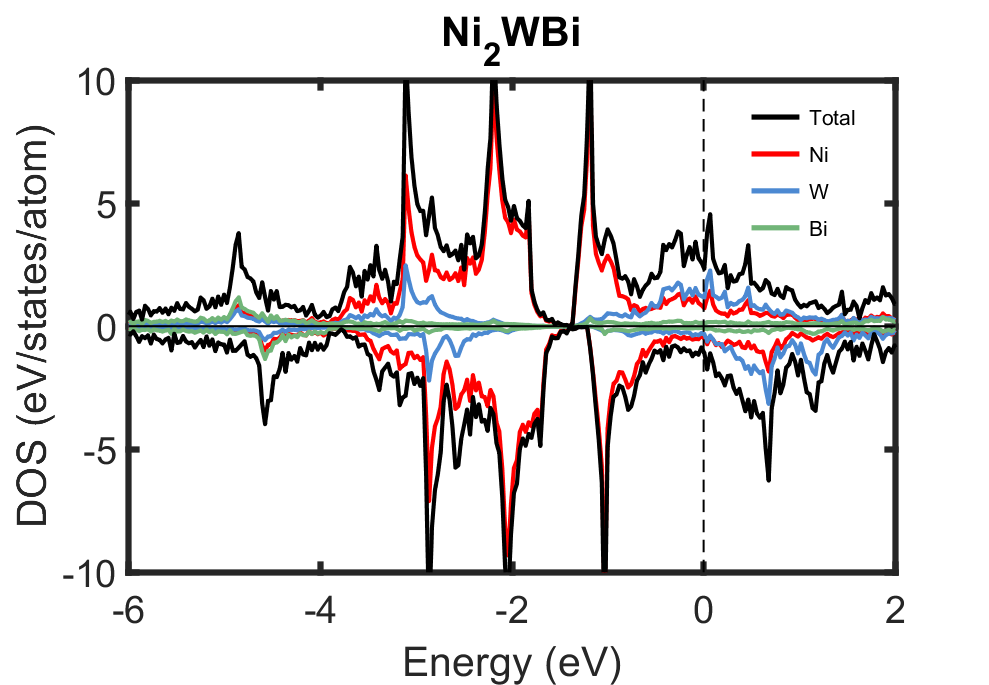 Ni2WBi
10
5
0
-5
-10
DOS (eV/states/atom)
Total
Ni
W
Bi
-6
-4
-2
0
2
Energy (eV)